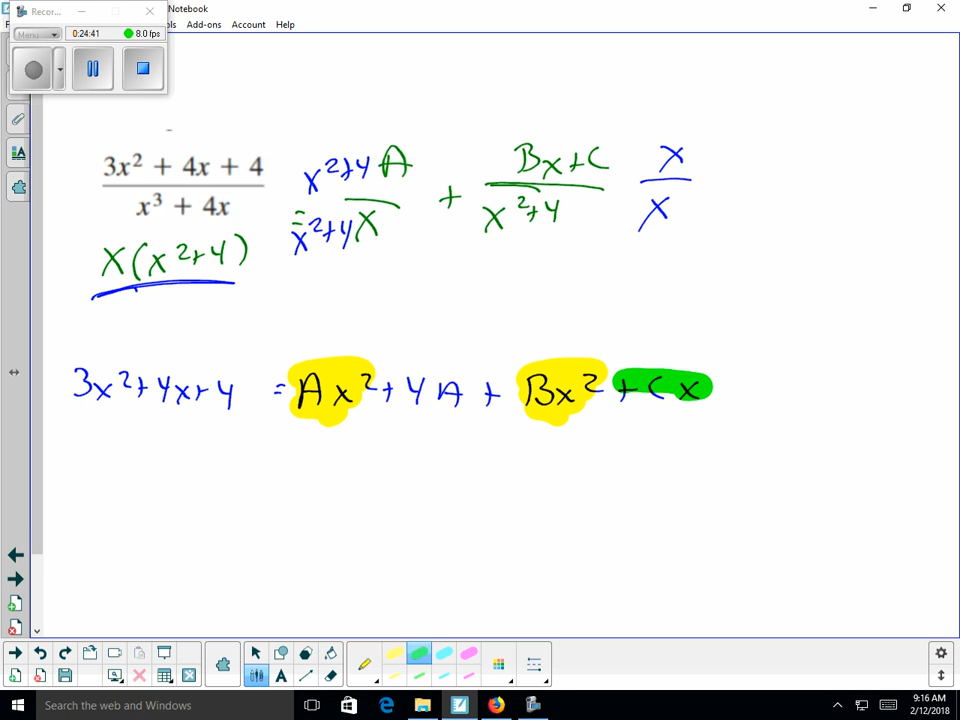 Recor...
Notebook
ls Add-ons Account Help
Menu 0:24:41 8.0 fps
3x² + 4x + 4
x³ + 4x
x(x²+4)
=
x²+4 A
x²+4 x
+
Bx+C
x²+4
x
x
3x²+4x+4 = Ax²+4A + Bx²+Cx
A
Search the web and Windows
9:16 AM
2/12/2018